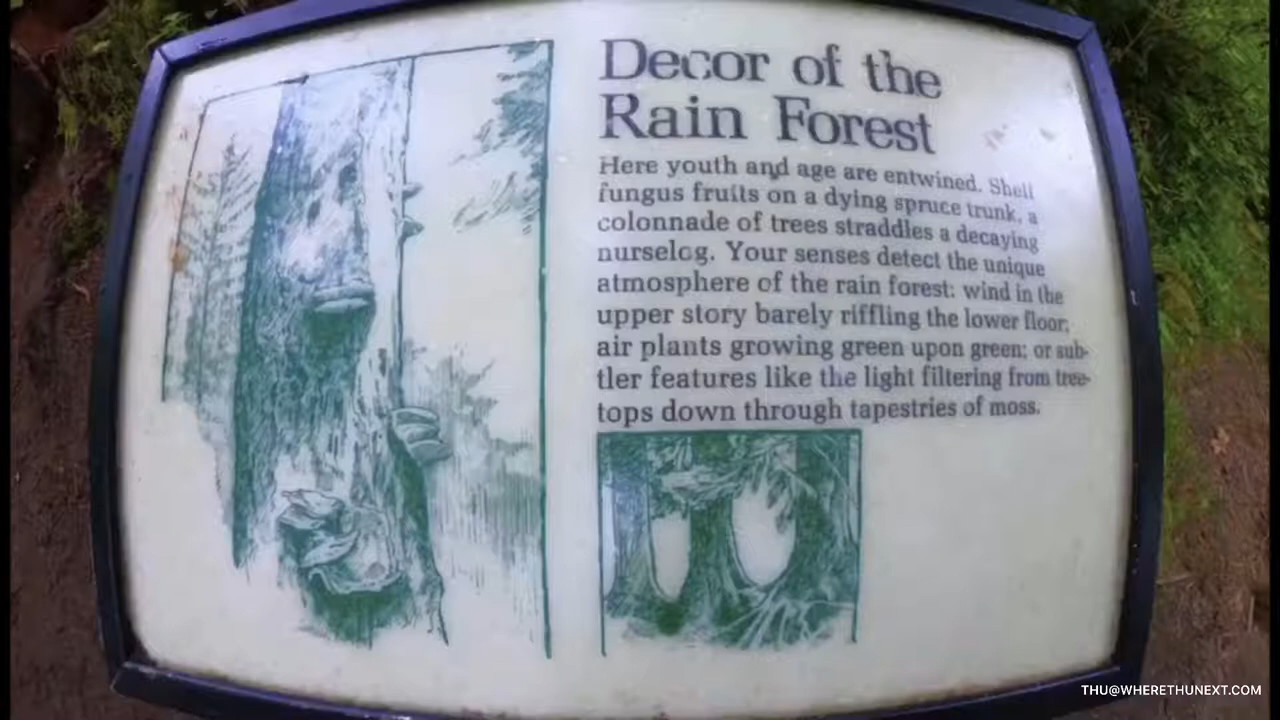 Decor of the
Rain Forest
Here youth and age are entwined. Shelf
fungus fruits on a dying spruce trunk, a
colonnade of trees straddles a decaying
nurselog. Your senses detect the unique
atmosphere of the rain forest: wind in the
upper story barely riffling the lower floor;
air plants growing green upon green; or sub-
tler features like the light filtering from tree-
tops down through tapestries of moss.
THU@WHERETHUNEXT.COM